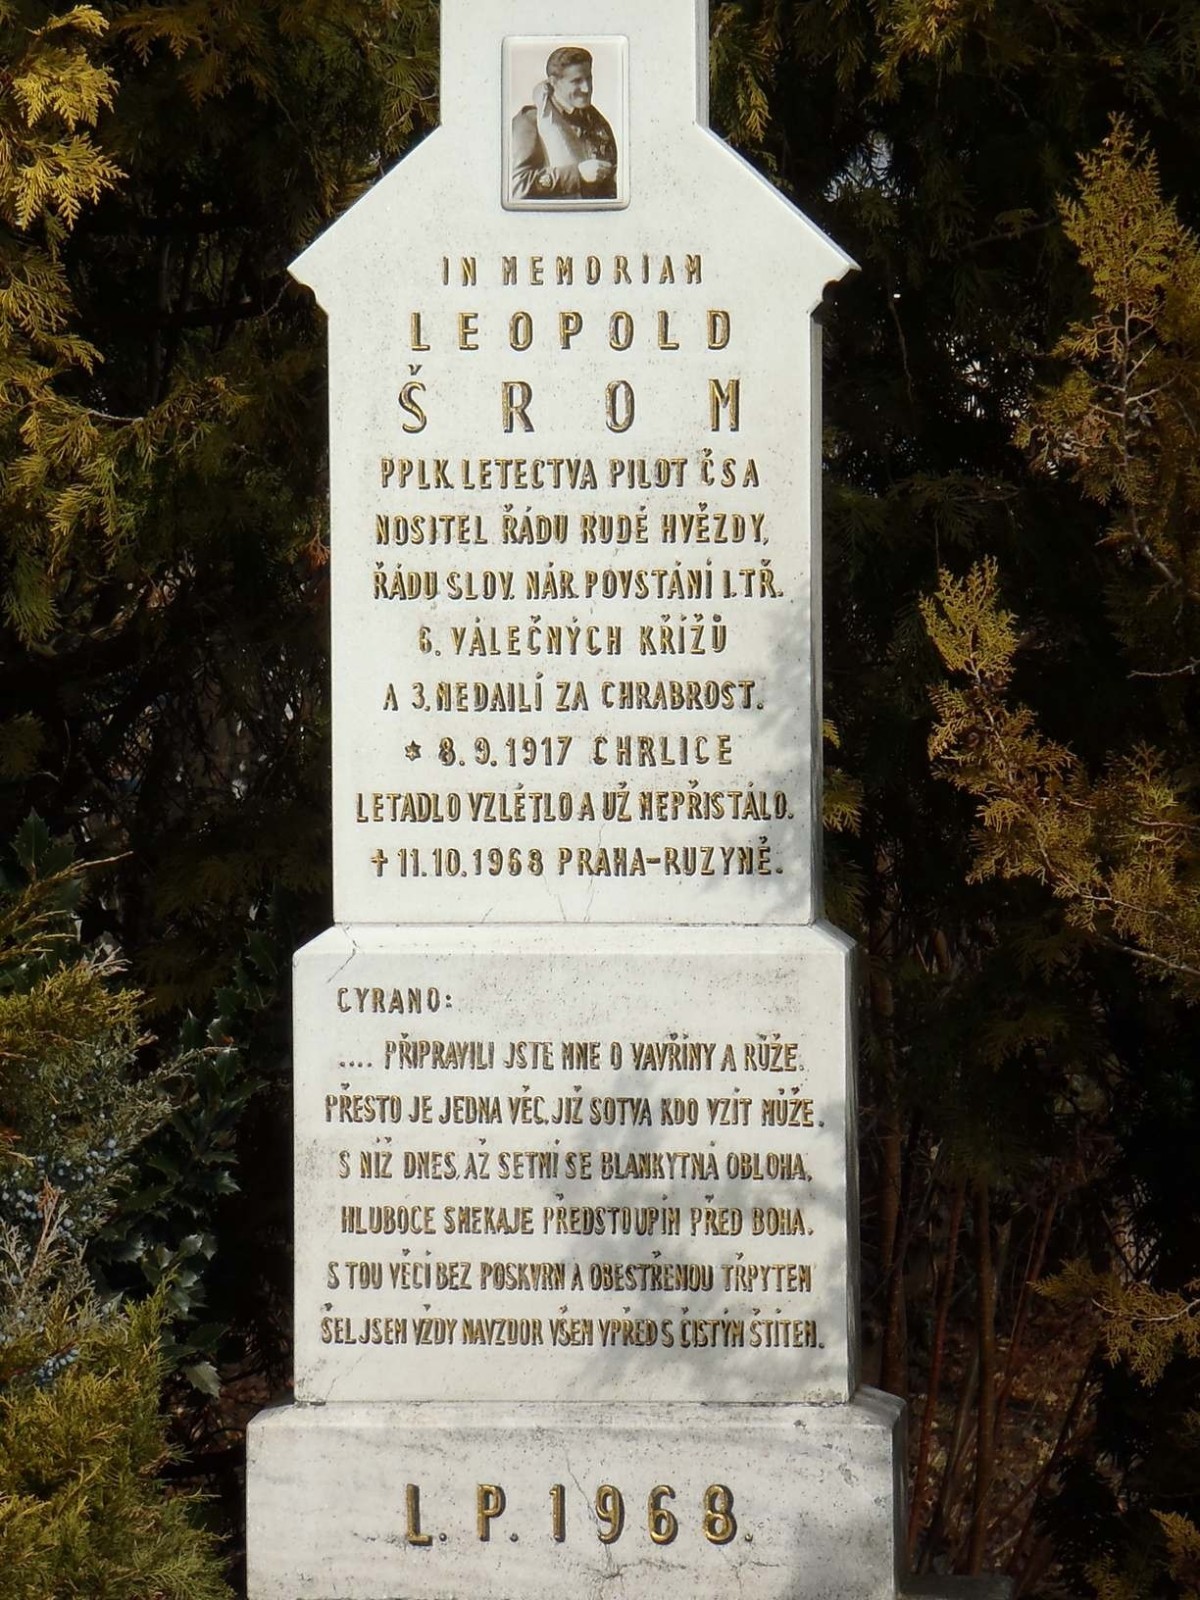 IN MEMORIAM
LEOPOLD
ŠROM
PPLK LETECTVA PILOT ČSA
NOSITEL ŘÁDU RUDÉ HVĚZDY,
ŘÁDU SLOV. NÁR. POVSTÁNÍ I.TŘ.
6. VÁLEČNÝCH KŘÍŽŮ
A 3. MEDAILÍ ZA CHRABROST.
* 8.9.1917 CHRLICE
LETADLO VZLÉTLO A UŽ NEPŘISTÁLO.
✝ 11.10.1968 PRAHA-RUZYNĚ.
CYRANO:
.... PŘIPRAVILI JSTE MNE O VAVŘÍNY A RŮŽE.
PŘESTO JE JEDNA VĚC, JIŽ SOTVA KDO VZÍT MŮŽE.
S NÍŽ DNES, AŽ SETMÍ SE BLANKYTNÁ OBLOHA,
HLUBOCE SMEKAJE PŘEDSTOUPÍM PŘED BOHA.
S TOU VĚCÍ BEZ POSKVRN A OBESTŘENOU TŘPYTEM
ŠEL JSEM VŽDY NAVZDOR VŠEM VPŘED S ČISTÝM ŠTÍTEM.
L.P.1968.